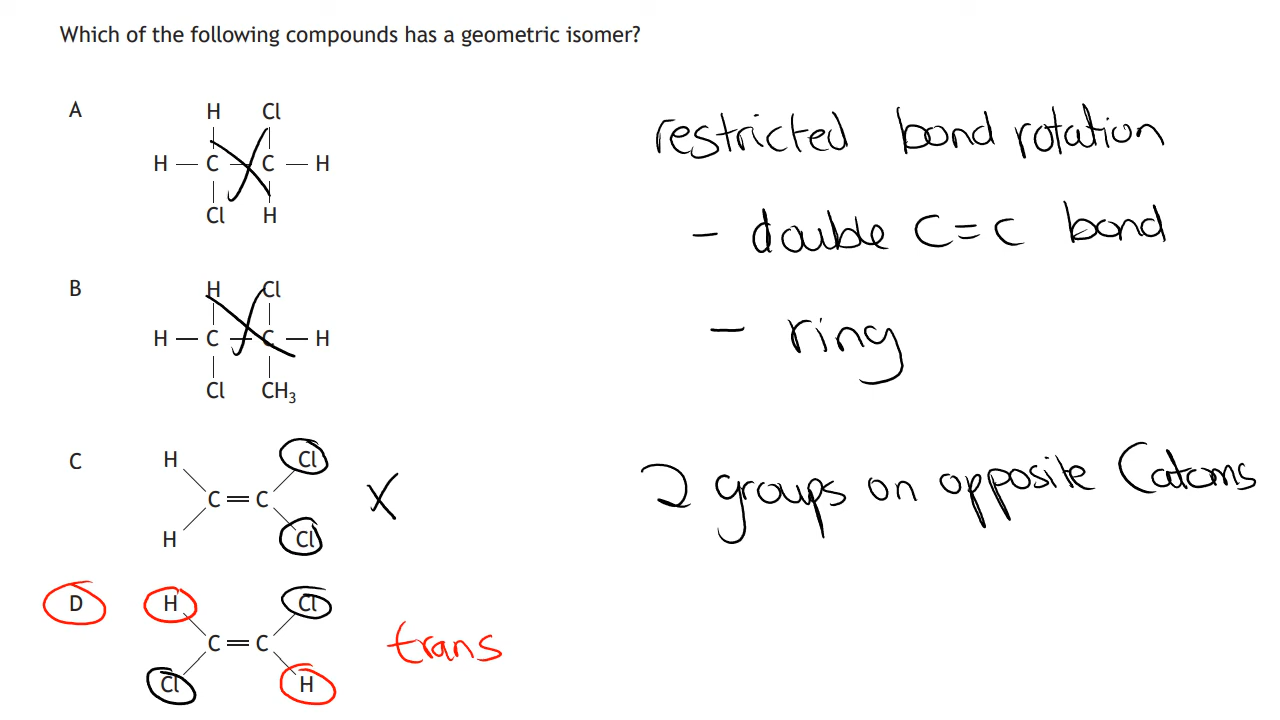 Which of the following compounds has a geometric isomer?
A
H Cl
H — C — C — H
Cl H
restricted bond rotation
- double C=C bond
- ring
B
H Cl
H — C — C — H
Cl CH₃
C
H Cl
C = C
H Cl
X
2 groups on opposite C atoms
D
H Cl
C = C
Cl H
trans